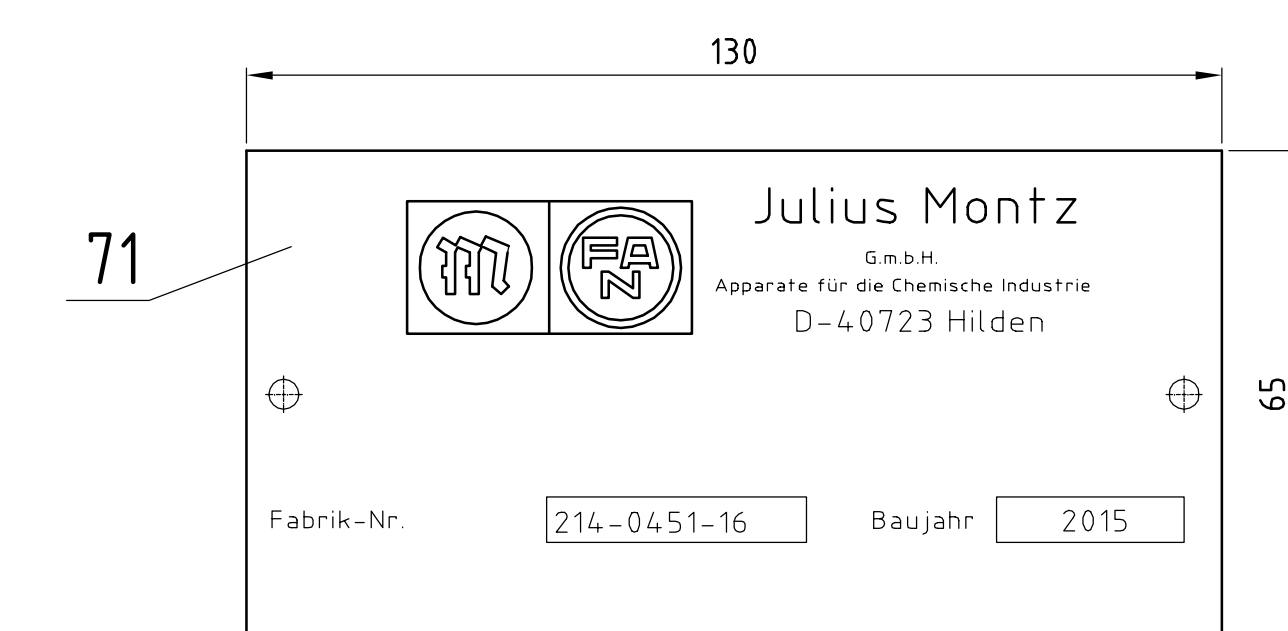 130
Julius Montz
71
FAN
G.m.b.H.
Apparate für die Chemische Industrie
D-40723 Hilden
65
Fabrik-Nr. 214-0451-16 Baujahr 2015